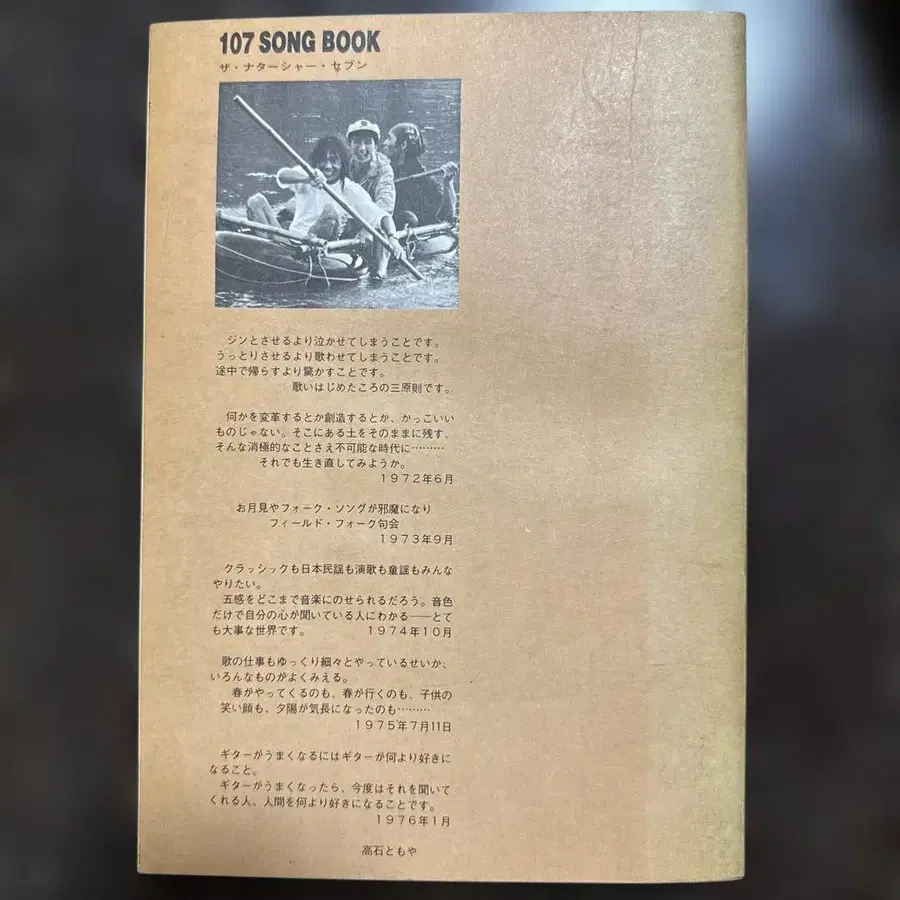 107 SONG BOOK
ザ・ナターシャー・セブン
ジンとさせるより泣かせてしまうことです。
うっとりさせるより歌わせてしまうことです。
途中で帰らすより驚かすことです。
歌いはじめたころの三原則です。
何かを変革するとか創造するとか、かっこいい
ものじゃない。そこにある土をそのままに残す、
そんな消極的なことさえ不可能な時代に………
それでも生き直してみようか。
1972年6月
お月見やフォーク・ソングが邪魔になり
フィールド・フォーク句会
1973年9月
クラッシックも日本民謡も演歌も童謡もみんな
やりたい。
五感をどこまで音楽にのせられるだろう。音色
だけで自分の心が聞いている人にわかる──とて
も大事な世界です。 1974年10月
歌の仕事もゆっくり細々とやっているせいか、
いろんなものがよくみえる。
春がやってくるのも、春が行くのも、子供の
笑い顔も、夕陽が気長になったのも………
1975年7月11日
ギターがうまくなるにはギターが何より好きに
なること。
ギターがうまくなったら、今度はそれを聞いて
くれる人、人間を何より好きになることです。
1976年1月
高石ともや